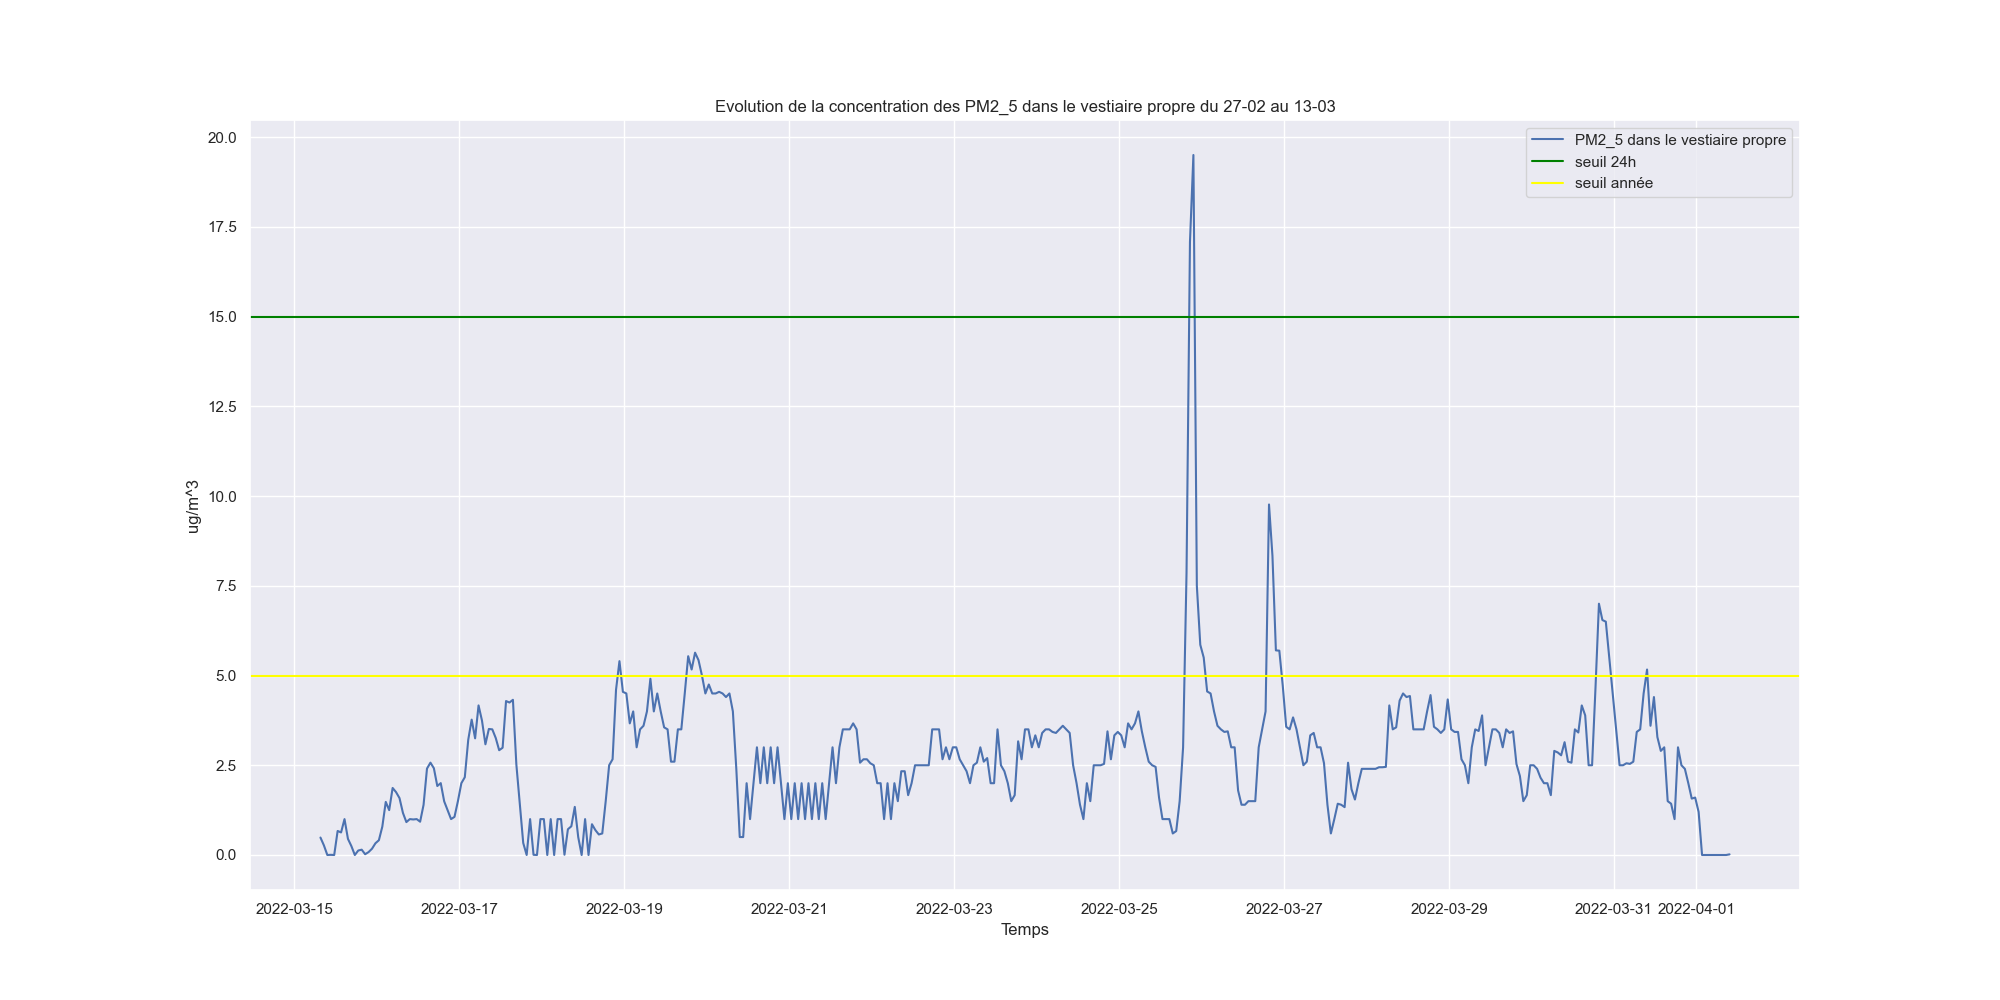 Evolution de la concentration des PM2_5 dans le vestiaire propre du 27-02 au 13-03
PM2_5 dans le vestiaire propre
seuil 24h
seuil année
20.0
17.5
15.0
12.5
10.0
7.5
5.0
2.5
0.0
ug/m^3
2022-03-15 2022-03-17 2022-03-19 2022-03-21 2022-03-23 2022-03-25 2022-03-27 2022-03-29 2022-03-31 2022-04-01
Temps